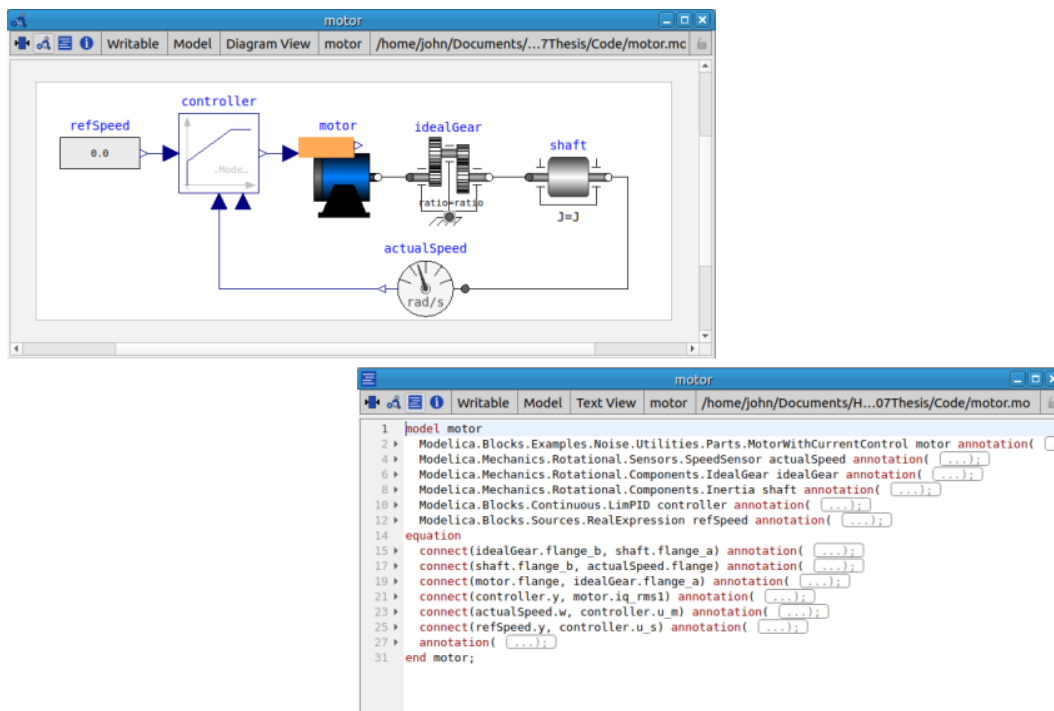 motor
Writable Model Diagram View motor /home/john/Documents/...7Thesis/Code/motor.mo
controller
refSpeed
motor
idealGear
shaft
0.0
.Mode…
ratio=ratio
J=J
actualSpeed
rad/s
motor
Writable Model Text View motor /home/john/Documents/H...07Thesis/Code/motor.mo
1 model motor
2 Modelica.Blocks.Examples.Noise.Utilities.Parts.MotorWithCurrentControl motor annotation(
4 Modelica.Mechanics.Rotational.Sensors.SpeedSensor actualSpeed annotation( ...);
6 Modelica.Mechanics.Rotational.Components.IdealGear idealGear annotation( ...);
8 Modelica.Mechanics.Rotational.Components.Inertia shaft annotation( ...);
10 Modelica.Blocks.Continuous.LimPID controller annotation( ...);
12 Modelica.Blocks.Sources.RealExpression refSpeed annotation( ...);
14 equation
15 connect(idealGear.flange_b, shaft.flange_a) annotation( ...);
17 connect(shaft.flange_b, actualSpeed.flange) annotation( ...);
19 connect(motor.flange, idealGear.flange_a) annotation( ...);
21 connect(controller.y, motor.iq_rms1) annotation( ...);
23 connect(actualSpeed.w, controller.u_m) annotation( ...);
25 connect(refSpeed.y, controller.u_s) annotation( ...);
27 annotation( ...);
31 end motor;